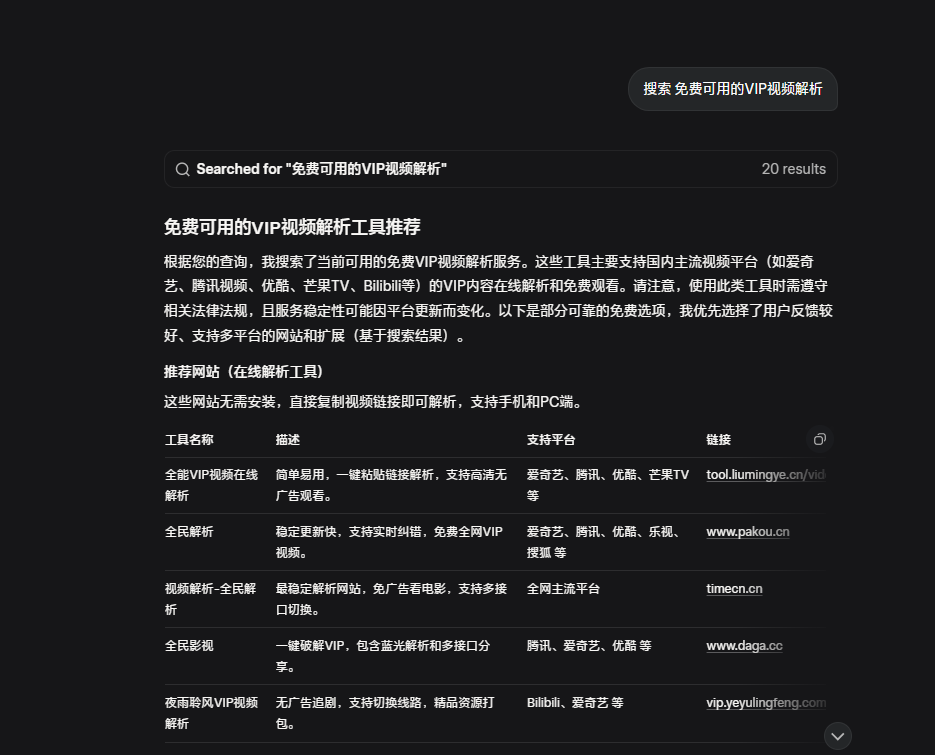 搜索 免费可用的VIP视频解析
Searched for "免费可用的VIP视频解析"
20 results
免费可用的VIP视频解析工具推荐
根据您的查询，我搜索了当前可用的免费VIP视频解析服务。这些工具主要支持国内主流视频平台（如爱奇
艺、腾讯视频、优酷、芒果TV、Bilibili等）的VIP内容在线解析和免费观看。请注意，使用此类工具时需遵守
相关法律法规，且服务稳定性可能因平台更新而变化。以下是部分可靠的免费选项，我优先选择了用户反馈较
好、支持多平台的网站和扩展（基于搜索结果）。
推荐网站（在线解析工具）
这些网站无需安装，直接复制视频链接即可解析，支持手机和PC端。
工具名称 描述 支持平台 链接
全能VIP视频在线 简单易用，一键粘贴链接解析，支持高清无 爱奇艺、腾讯、优酷、芒果TV tool.liumingye.cn/vid
解析 广告观看。 等
全民解析 稳定更新快，支持实时纠错，免费全网VIP 爱奇艺、腾讯、优酷、乐视、 www.pakou.cn
视频。 搜狐 等
视频解析-全民解 最稳定解析网站，免广告看电影，支持多接 全网主流平台 timecn.cn
析 口切换。
全民影视 一键破解VIP，包含蓝光解析和多接口分 腾讯、爱奇艺、优酷 等 www.daga.cc
享。
夜雨聆风VIP视频 无广告追剧，支持切换线路，精品资源打 Bilibili、爱奇艺 等 vip.yeyulingfeng.com
解析 包。